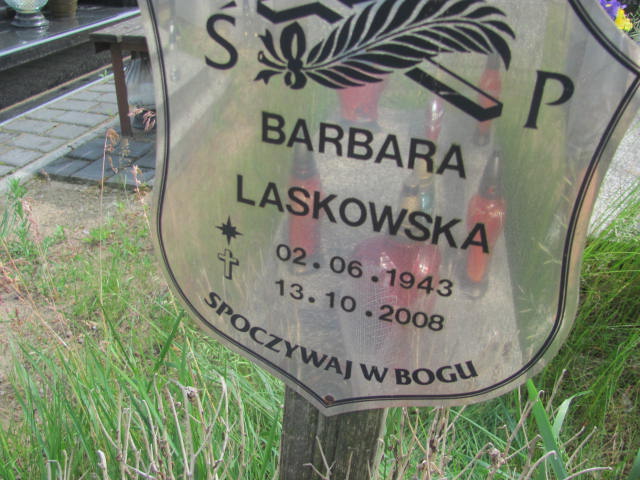 Ś P
BARBARA
LASKOWSKA
02.06.1943
13.10.2008
SPOCZYWAJ W BOGU